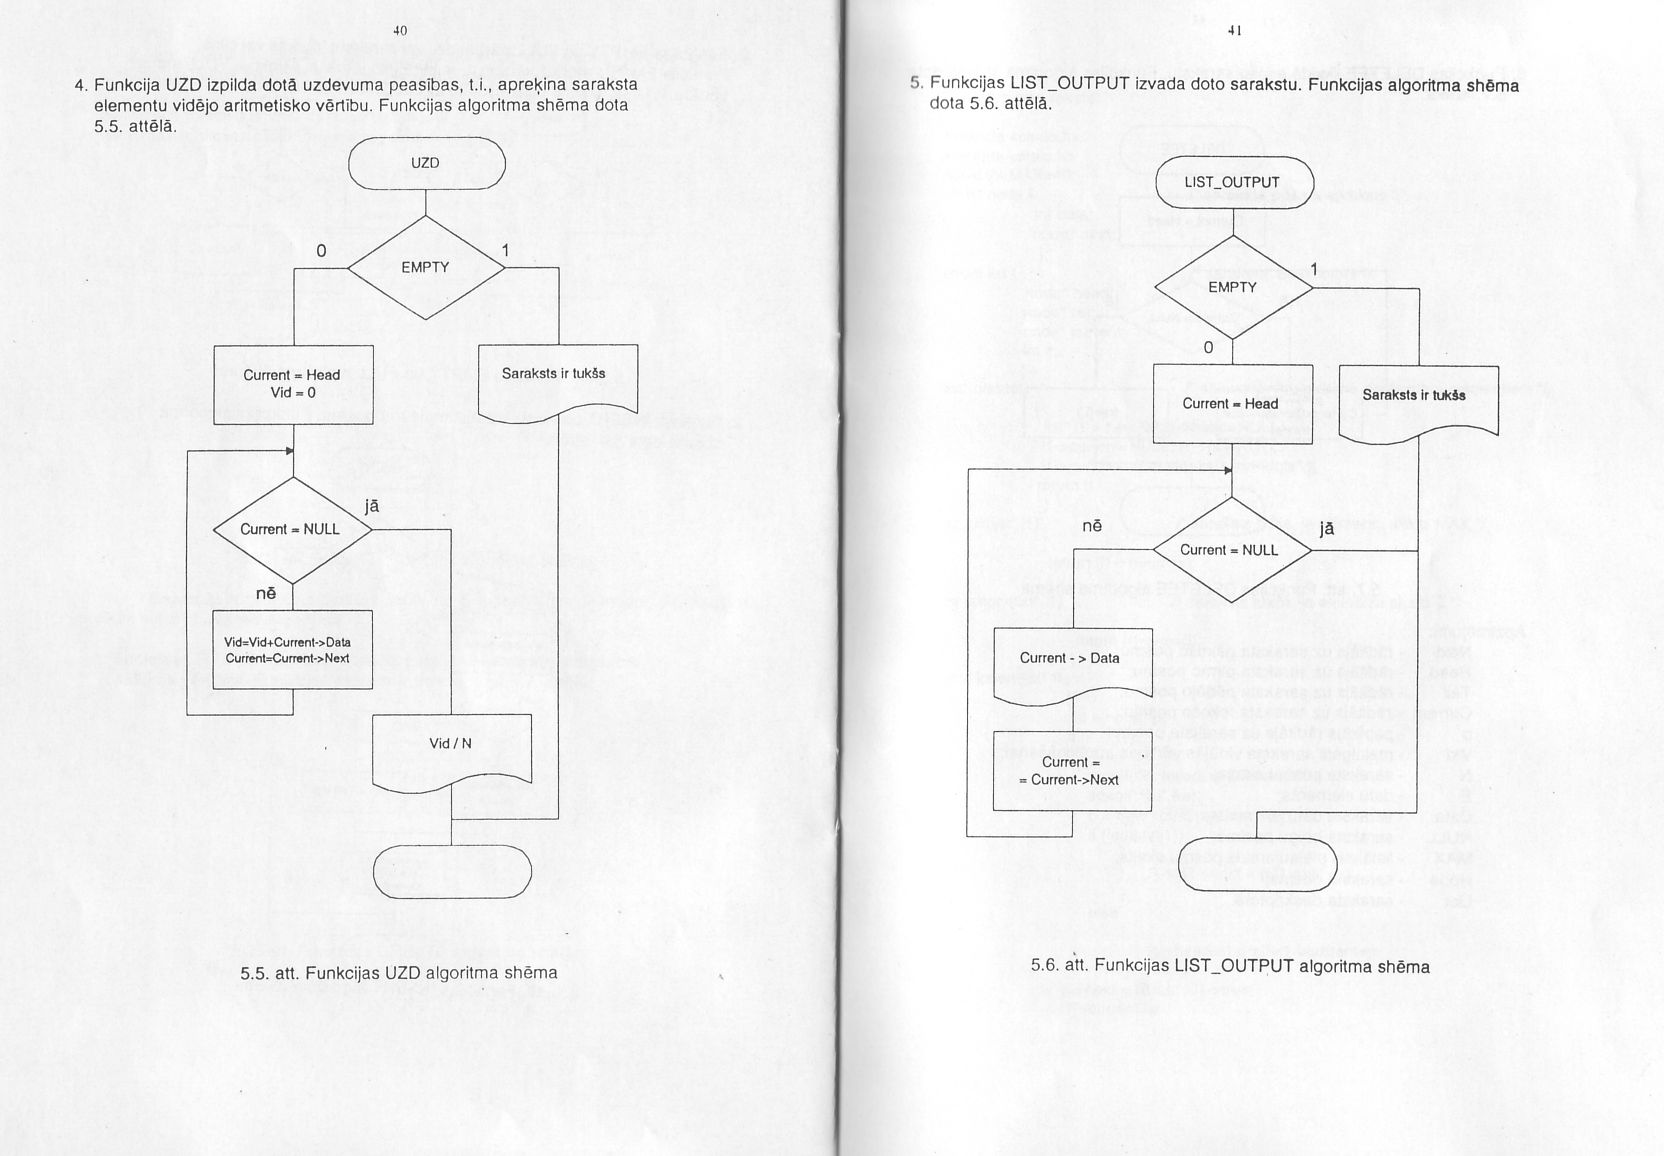 40
4. Funkcija UZD izpilda dotā uzdevuma peasības, t.i., apreķina saraksta
elementu vidējo aritmetisko vērtību. Funkcijas algoritma shēma dota
5.5. attēlā.
UZD
0
1
EMPTY
Current = Head
Vid = 0
Saraksts ir tukšs
jā
Current = NULL
nē
Vid=Vid+Current->Data
Current=Current->Next
Vid / N
5.5. att. Funkcijas UZD algoritma shēma
41
5. Funkcijas LIST_OUTPUT izvada doto sarakstu. Funkcijas algoritma shēma
dota 5.6. attēlā.
LIST_OUTPUT
1
EMPTY
0
Current = Head
Saraksts ir tukšs
nē
jā
Current = NULL
Current - > Data
Current =
= Current->Next
5.6. att. Funkcijas LIST_OUTPUT algoritma shēma